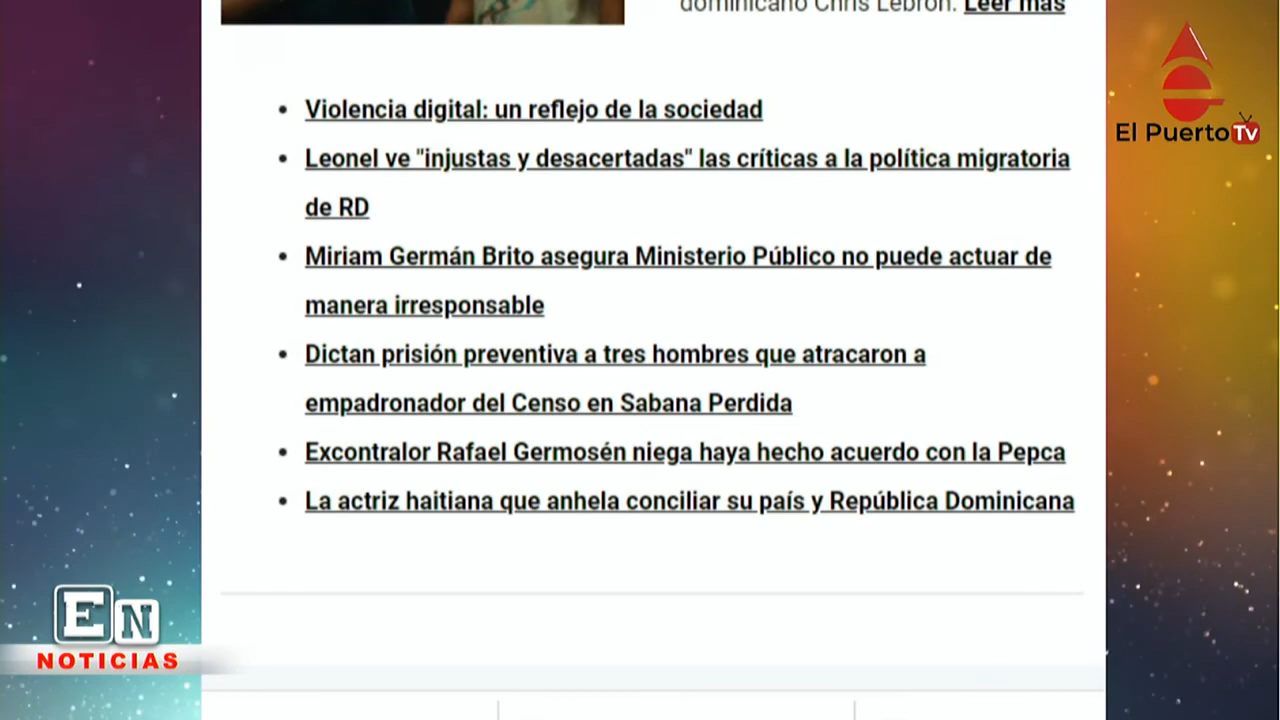 dominicano Chris Lebrón. Leer más
El Puerto Tv
Violencia digital: un reflejo de la sociedad
Leonel ve "injustas y desacertadas" las críticas a la política migratoria
de RD
Miriam Germán Brito asegura Ministerio Público no puede actuar de
manera irresponsable
Dictan prisión preventiva a tres hombres que atracaron a
empadronador del Censo en Sabana Perdida
Excontralor Rafael Germosén niega haya hecho acuerdo con la Pepca
La actriz haitiana que anhela conciliar su país y República Dominicana
EN
NOTICIAS